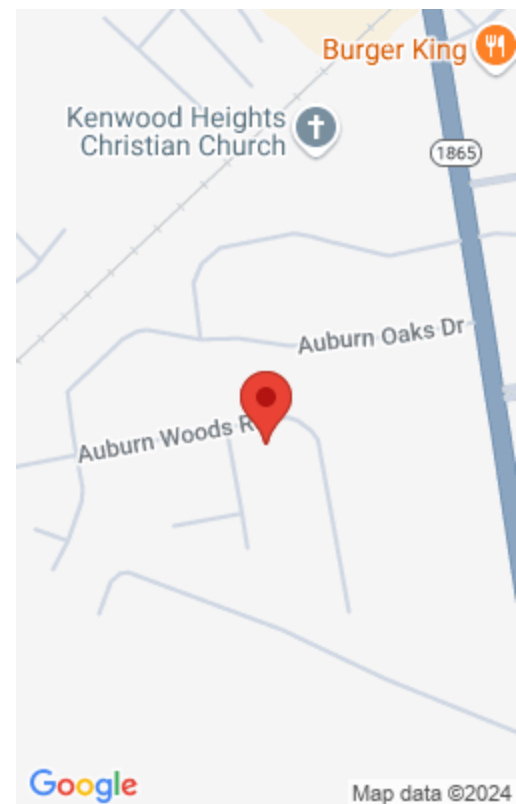 Burger King
Kenwood Heights
Christian Church
1865
Auburn Oaks Dr
Auburn Woods R
Google
Map data ©2024